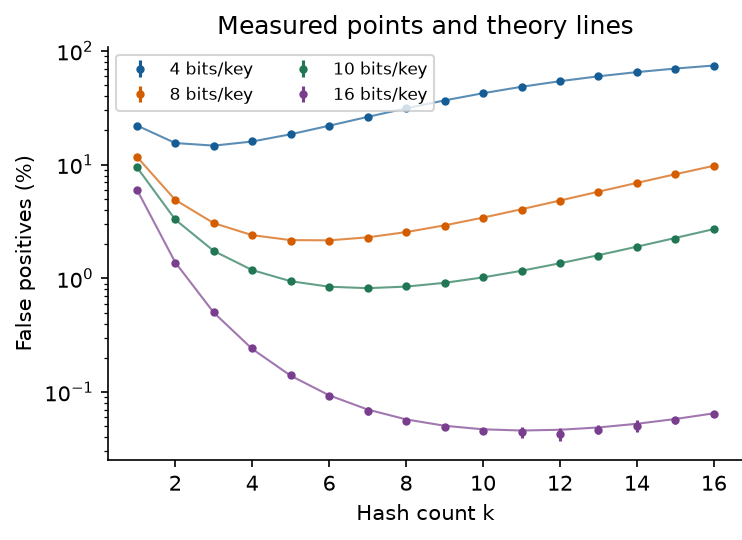 Measured points and theory lines
4 bits/key
8 bits/key
10 bits/key
16 bits/key
False positives (%)
10²
10¹
10⁰
10⁻¹
2 4 6 8 10 12 14 16
Hash count k